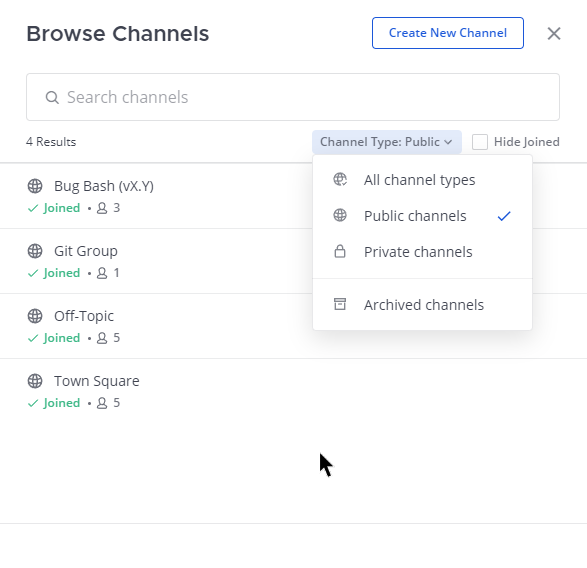 Browse Channels
Create New Channel
Search channels
4 Results
Channel Type: Public
Hide Joined
All channel types
Public channels
Private channels
Archived channels
Bug Bash (vX.Y)
Joined • 3
Git Group
Joined • 1
Off-Topic
Joined • 5
Town Square
Joined • 5